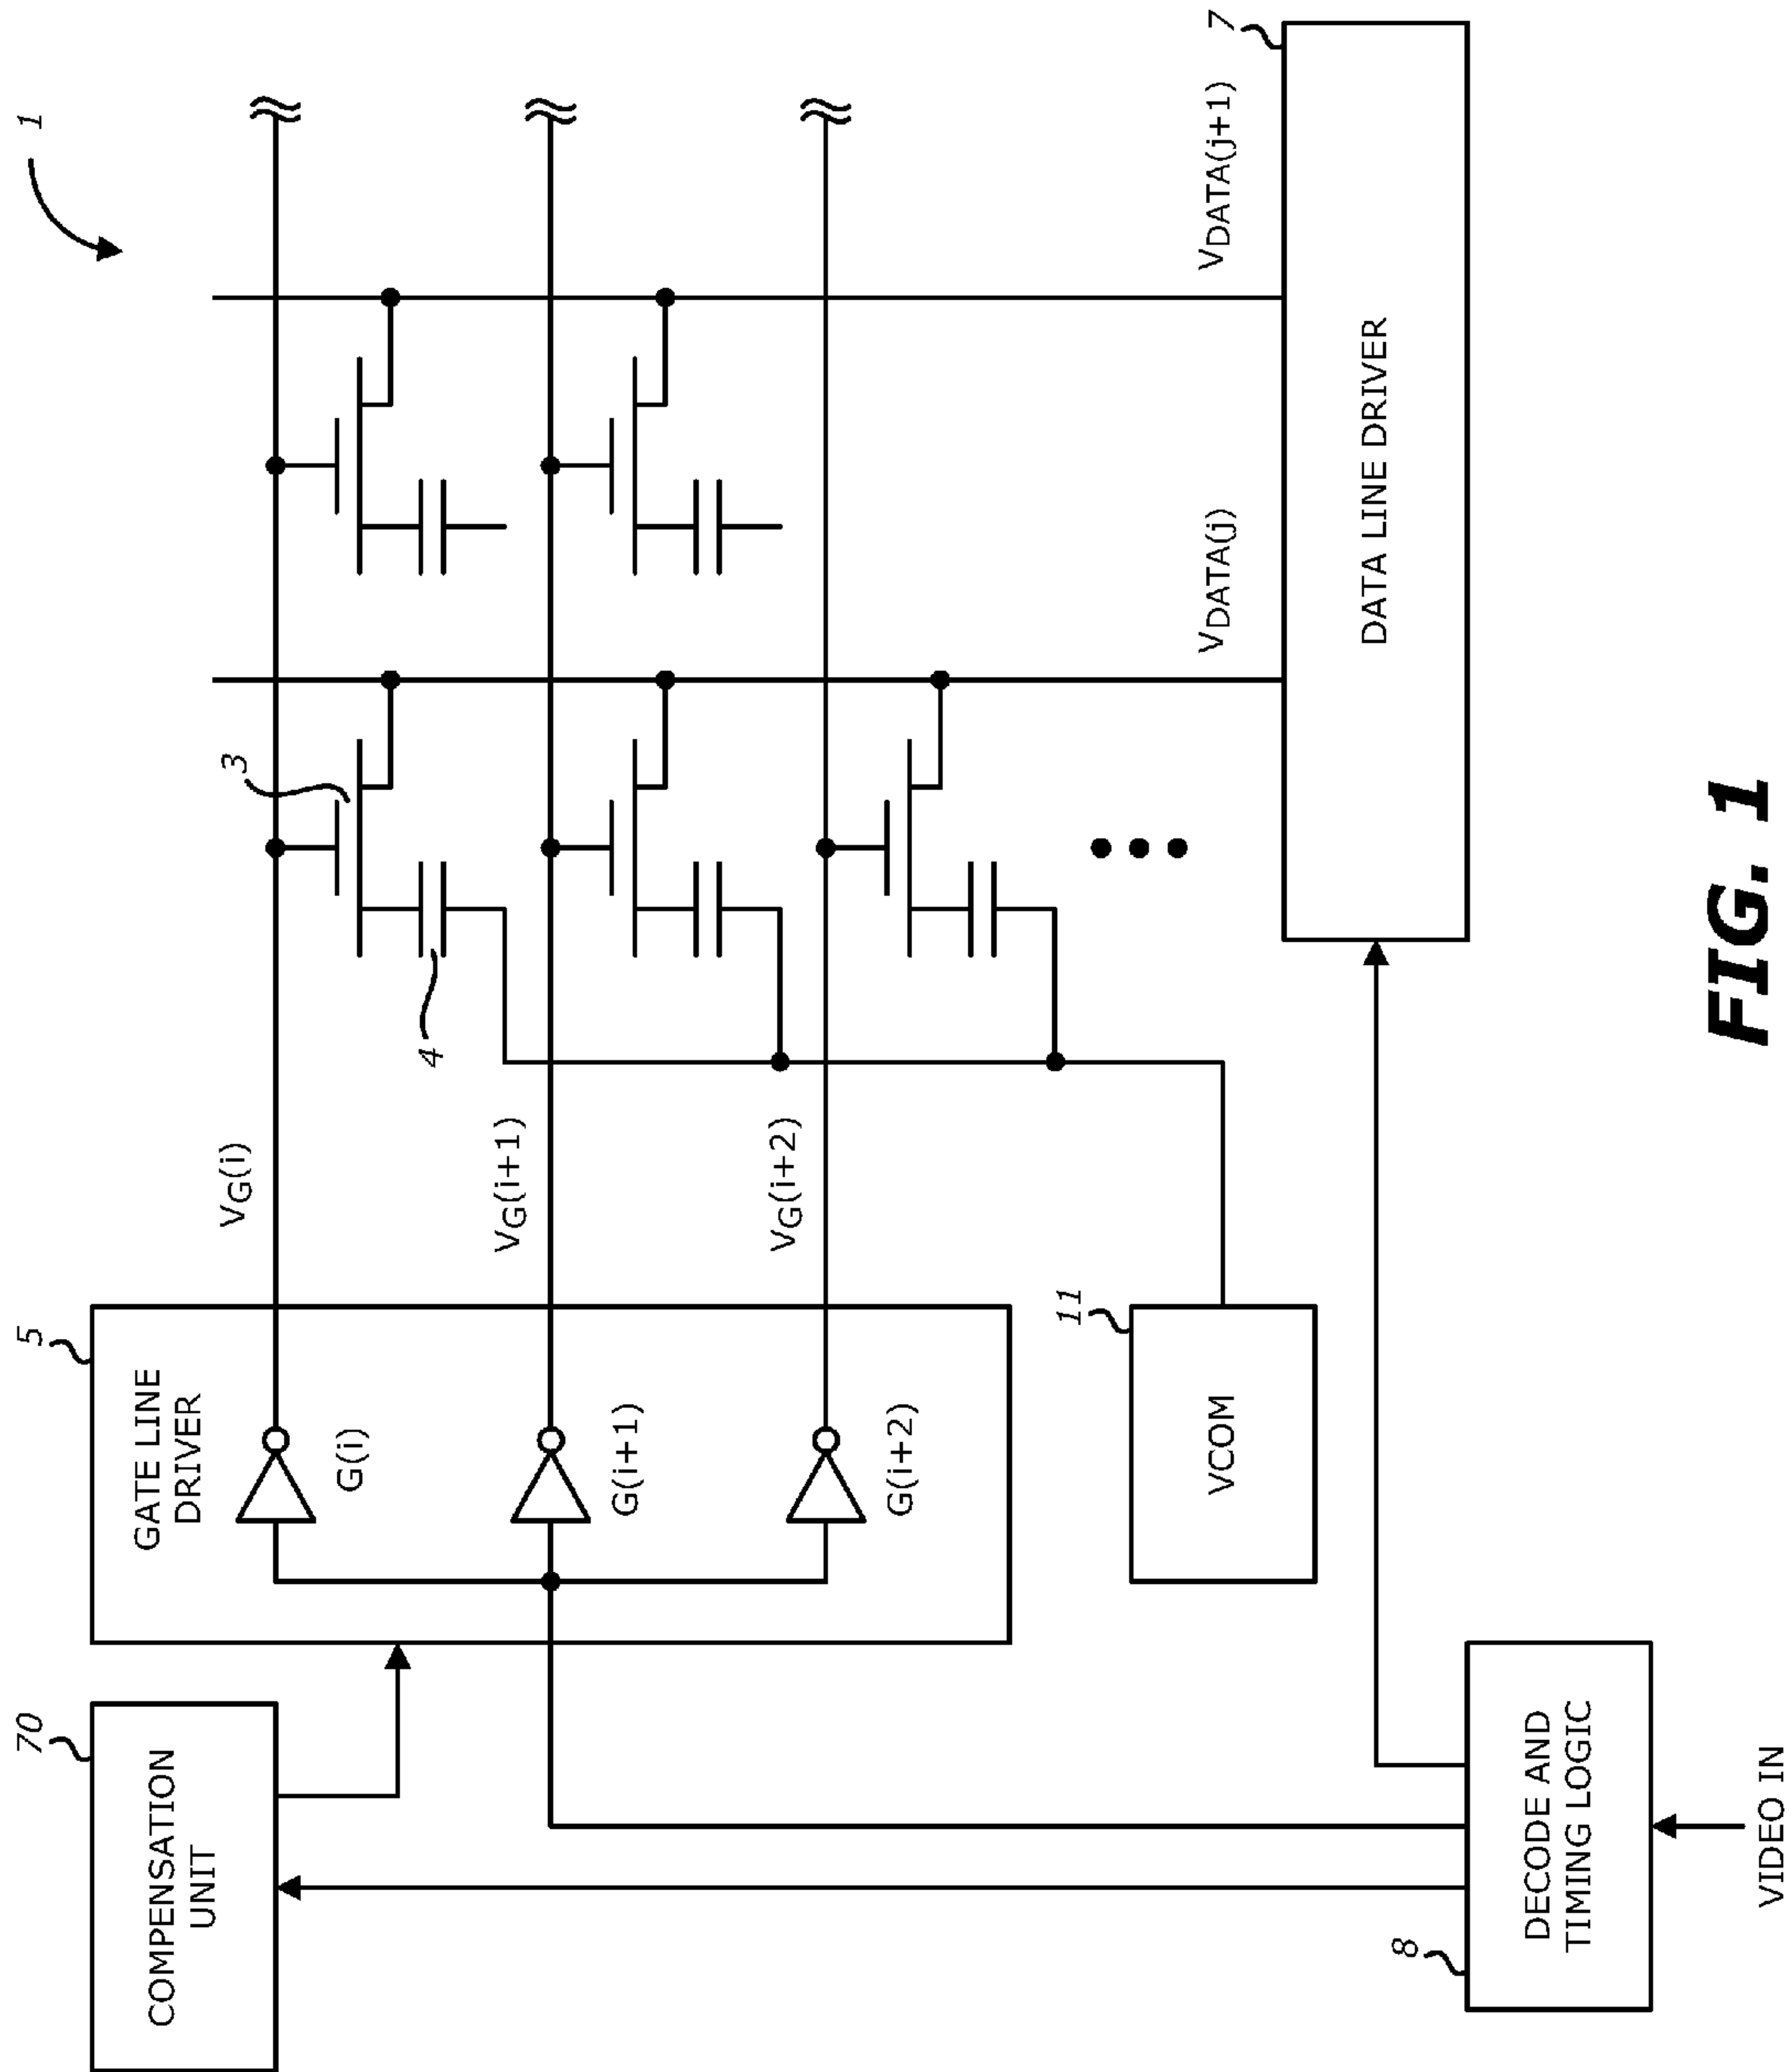 1
70
COMPENSATION
UNIT
5
GATE LINE
DRIVER
G(i)
G(i+1)
G(i+2)
VG(i)
VG(i+1)
VG(i+2)
3
4
11
VCOM
VDATA(j)
VDATA(j+1)
7
DATA LINE DRIVER
8
DECODE AND
TIMING LOGIC
VIDEO IN
FIG. 1